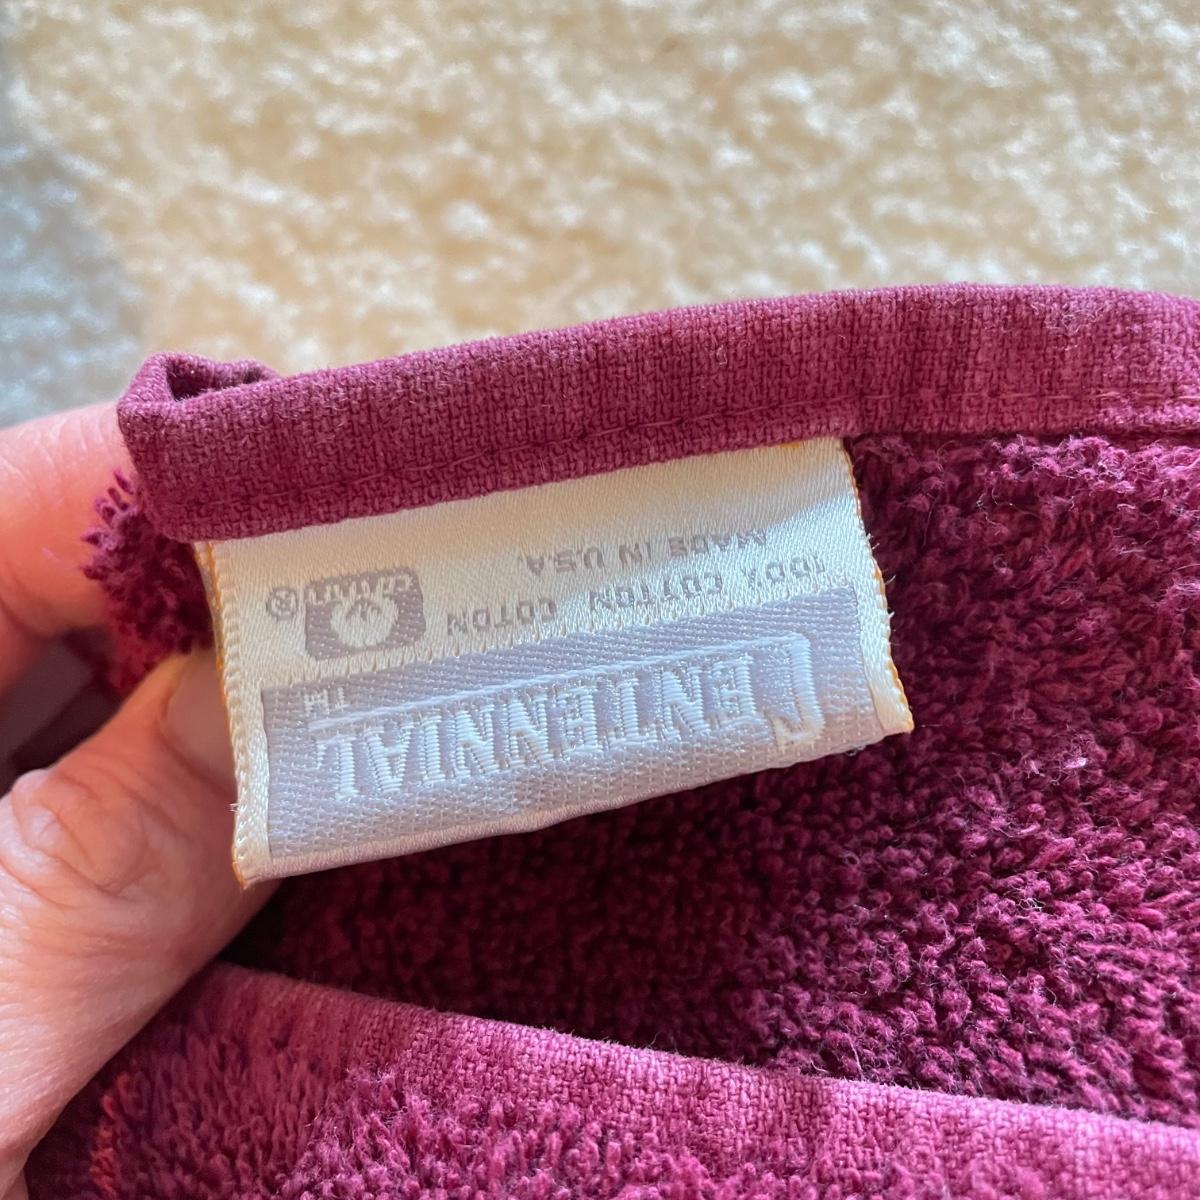 CENTENNIAL ™
100% COTTON COTON ®
MADE IN U.S.A.